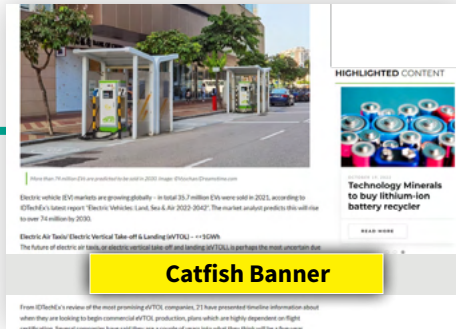 HIGHLIGHTED CONTENT
More than 74 million EVs are predicted to be sold in 2030. Image: ©Vvicchan/Dreamstime.com
Electric vehicle (EV) markets are growing globally – in total 35.7 million EVs were sold in 2021, according to
IDTechEx's latest report "Electric Vehicles: Land, Sea & Air 2022-2042". The market analyst predicts this will rise
to over 74 million by 2030.
Technology Minerals
to buy lithium-ion
battery recycler
READ MORE
Electric Air Taxis/ Electric Vertical Take-off & Landing (eVTOL) – <<1GWh
The future of electric air taxis, or electric vertical take-off and landing (eVTOL), is perhaps the most uncertain due
Catfish Banner
From IDTechEx's review of the most promising eVTOL companies, 21 have presented timeline information about
when they are looking to begin commercial eVTOL production, plans which are highly dependent on flight